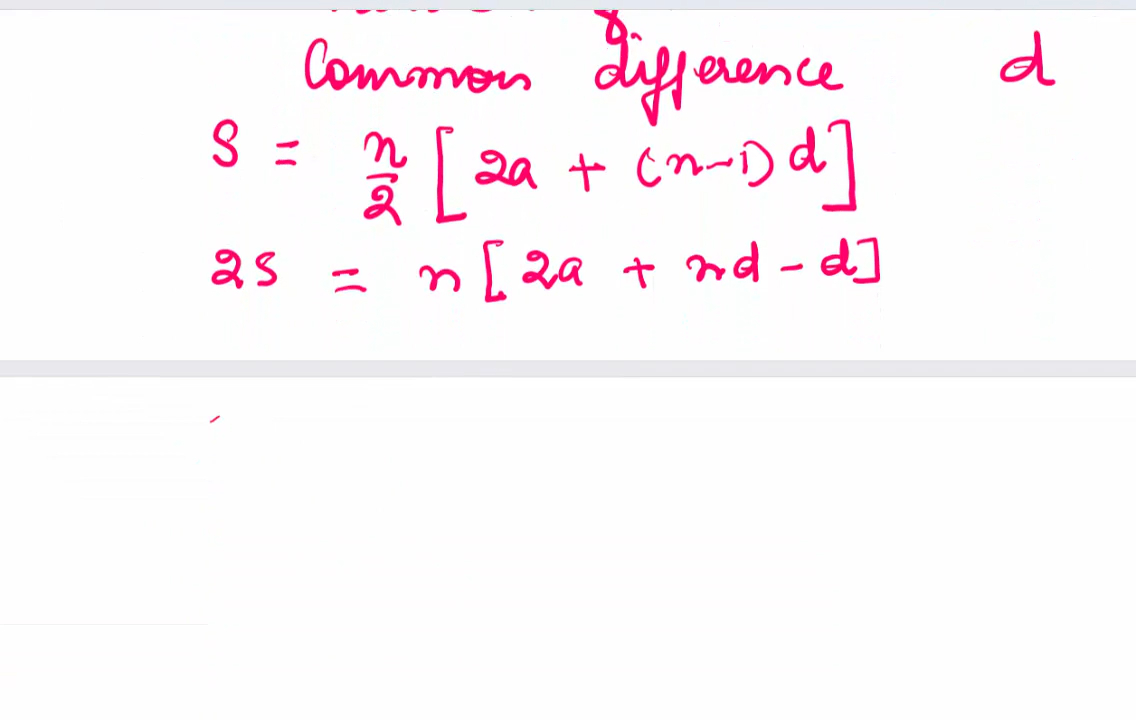 Common difference d
S = n/2 [2a + (n-1)d]
2S = n[2a + nd - d]